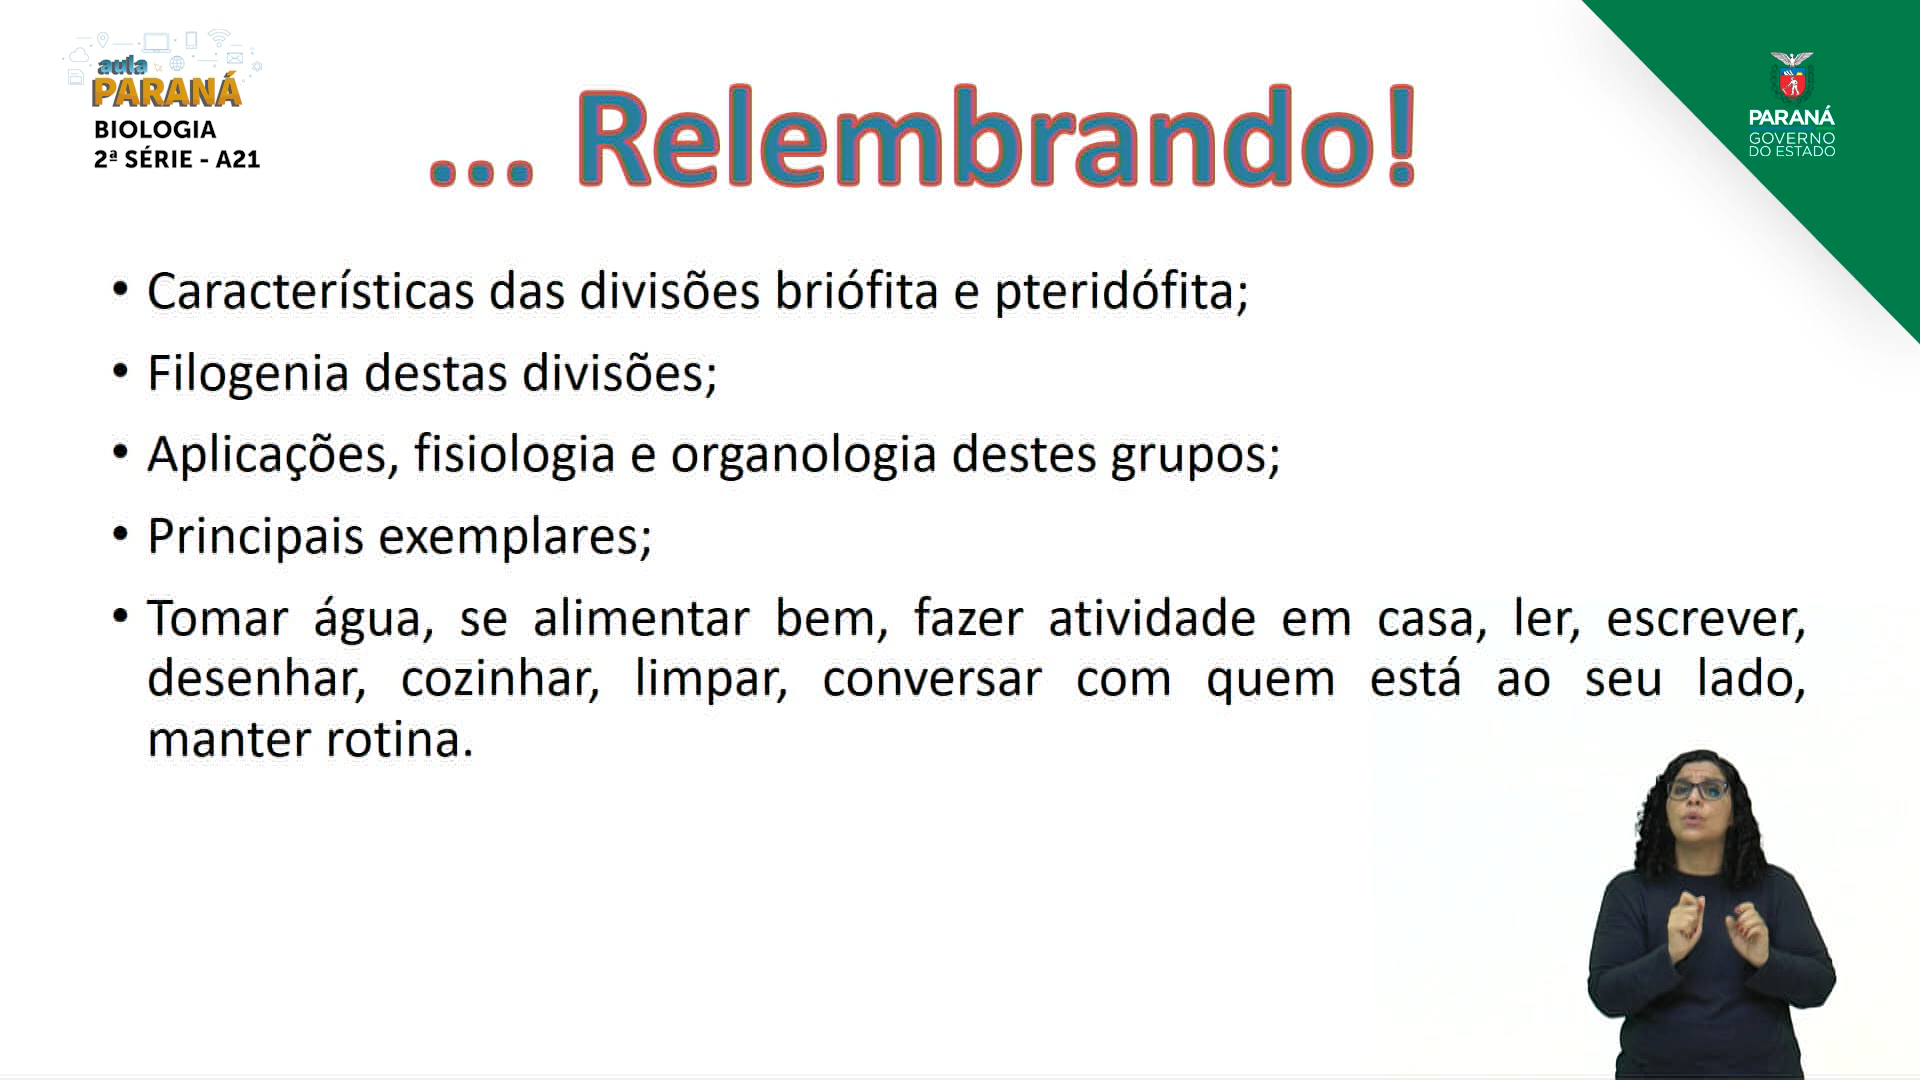 aula
PARANÁ
BIOLOGIA
2ª SÉRIE - A21
... Relembrando!
PARANÁ
GOVERNO
DO ESTADO
• Características das divisões briófita e pteridófita;
• Filogenia destas divisões;
• Aplicações, fisiologia e organologia destes grupos;
• Principais exemplares;
• Tomar água, se alimentar bem, fazer atividade em casa, ler, escrever,
desenhar, cozinhar, limpar, conversar com quem está ao seu lado,
manter rotina.